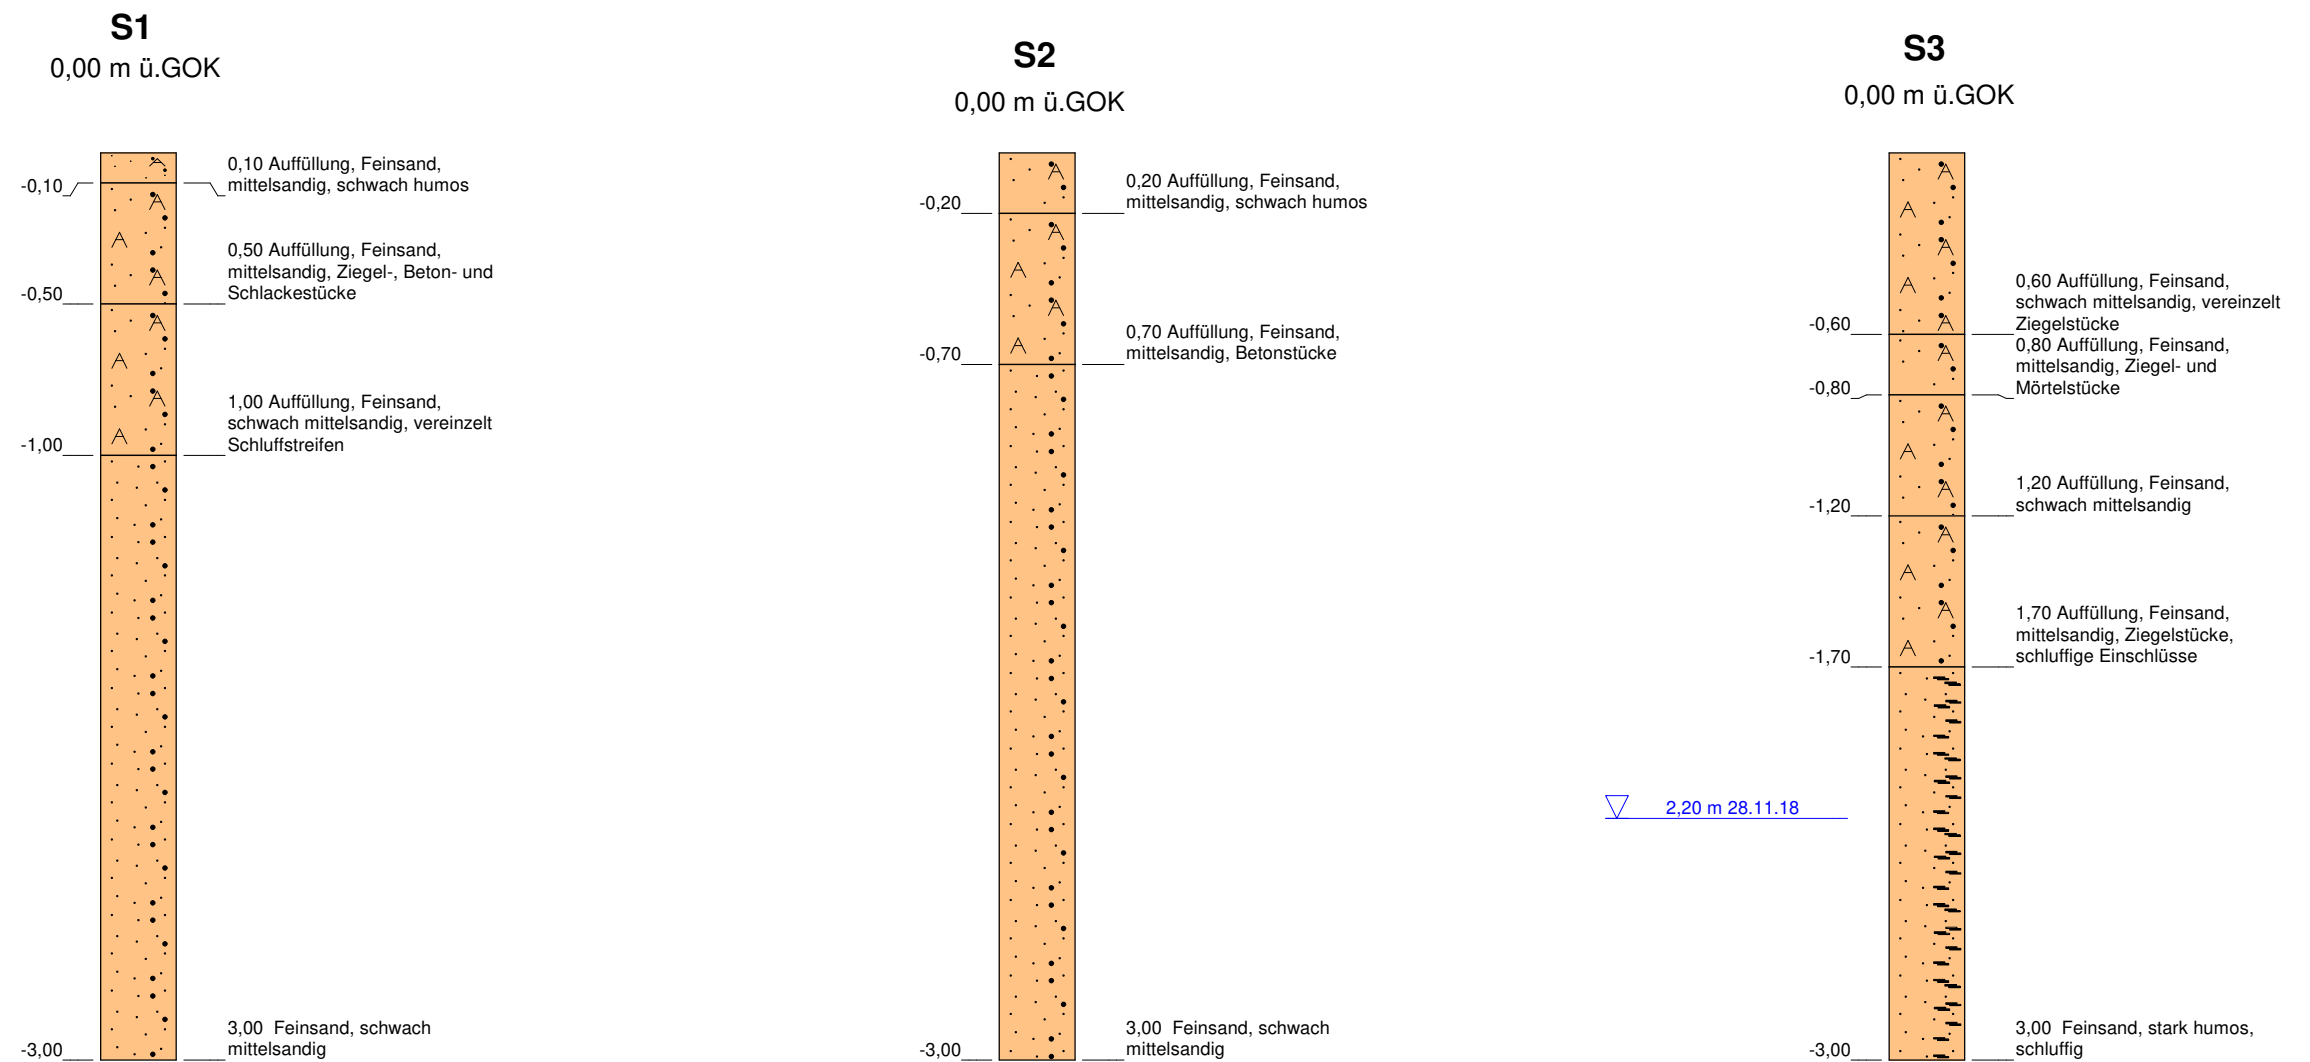 S1
0,00 m ü.GOK
-0,10
0,10 Auffüllung, Feinsand,
mittelsandig, schwach humos
-0,50
0,50 Auffüllung, Feinsand,
mittelsandig, Ziegel-, Beton- und
Schlackestücke
-1,00
1,00 Auffüllung, Feinsand,
schwach mittelsandig, vereinzelt
Schluffstreifen
-3,00
3,00 Feinsand, schwach
mittelsandig
S2
0,00 m ü.GOK
-0,20
0,20 Auffüllung, Feinsand,
mittelsandig, schwach humos
-0,70
0,70 Auffüllung, Feinsand,
mittelsandig, Betonstücke
-3,00
3,00 Feinsand, schwach
mittelsandig
S3
0,00 m ü.GOK
-0,60
0,60 Auffüllung, Feinsand,
schwach mittelsandig, vereinzelt
Ziegelstücke
-0,80
0,80 Auffüllung, Feinsand,
mittelsandig, Ziegel- und
Mörtelstücke
-1,20
1,20 Auffüllung, Feinsand,
schwach mittelsandig
-1,70
1,70 Auffüllung, Feinsand,
mittelsandig, Ziegelstücke,
schluffige Einschlüsse
2,20 m 28.11.18
-3,00
3,00 Feinsand, stark humos,
schluffig